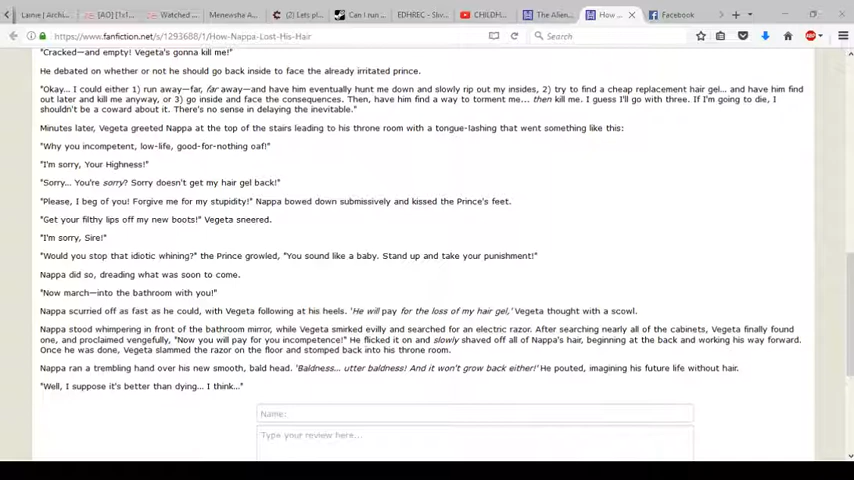 Laine | Archi...
[AO] [1x1...
Watched ...
Menewsha ...
[C] Lets pl...
Can I run ...
EDHREC - Sliv...
CHILDH...
The Alien...
How ...
Facebook
https://www.fanfiction.net/s/1293688/1/How-Nappa-Lost-His-Hair
Search
ABP
"Cracked—and empty! Vegeta's gonna kill me!"
He debated on whether or not he should go back inside to face the already irritated prince.
"Okay... I could either 1) run away—far, far away—and have him eventually hunt me down and slowly rip out my insides, 2) try to find a cheap replacement hair gel... and have him find
out later and kill me anyway, or 3) go inside and face the consequences. Then, have him find a way to torment me... then kill me. I guess I'll go with three. If I'm going to die, I
shouldn't be a coward about it. There's no sense in delaying the inevitable."
Minutes later, Vegeta greeted Nappa at the top of the stairs leading to his throne room with a tongue-lashing that went something like this:
"Why you incompetent, low-life, good-for-nothing oaf!"
"I'm sorry, Your Highness!"
"Sorry... You're sorry? Sorry doesn't get my hair gel back!"
"Please, I beg of you! Forgive me for my stupidity!" Nappa bowed down submissively and kissed the Prince's feet.
"Get your filthy lips off my new boots!" Vegeta sneered.
"I'm sorry, Sire!"
"Would you stop that idiotic whining?" the Prince growled, "You sound like a baby. Stand up and take your punishment!"
Nappa did so, dreading what was soon to come.
"Now march—into the bathroom with you!"
Nappa scurried off as fast as he could, with Vegeta following at his heels. 'He will pay for the loss of my hair gel,' Vegeta thought with a scowl.
Nappa stood whimpering in front of the bathroom mirror, while Vegeta smirked evilly and searched for an electric razor. After searching nearly all of the cabinets, Vegeta finally found
one, and proclaimed vengefully, "Now you will pay for you incompetence!" He flicked it on and slowly shaved off all of Nappa's hair, beginning at the back and working his way forward.
Once he was done, Vegeta slammed the razor on the floor and stomped back into his throne room.
Nappa ran a trembling hand over his new smooth, bald head. 'Baldness... utter baldness! And it won't grow back either!' He pouted, imagining his future life without hair.
"Well, I suppose it's better than dying... I think..."
Name:
Type your review here...